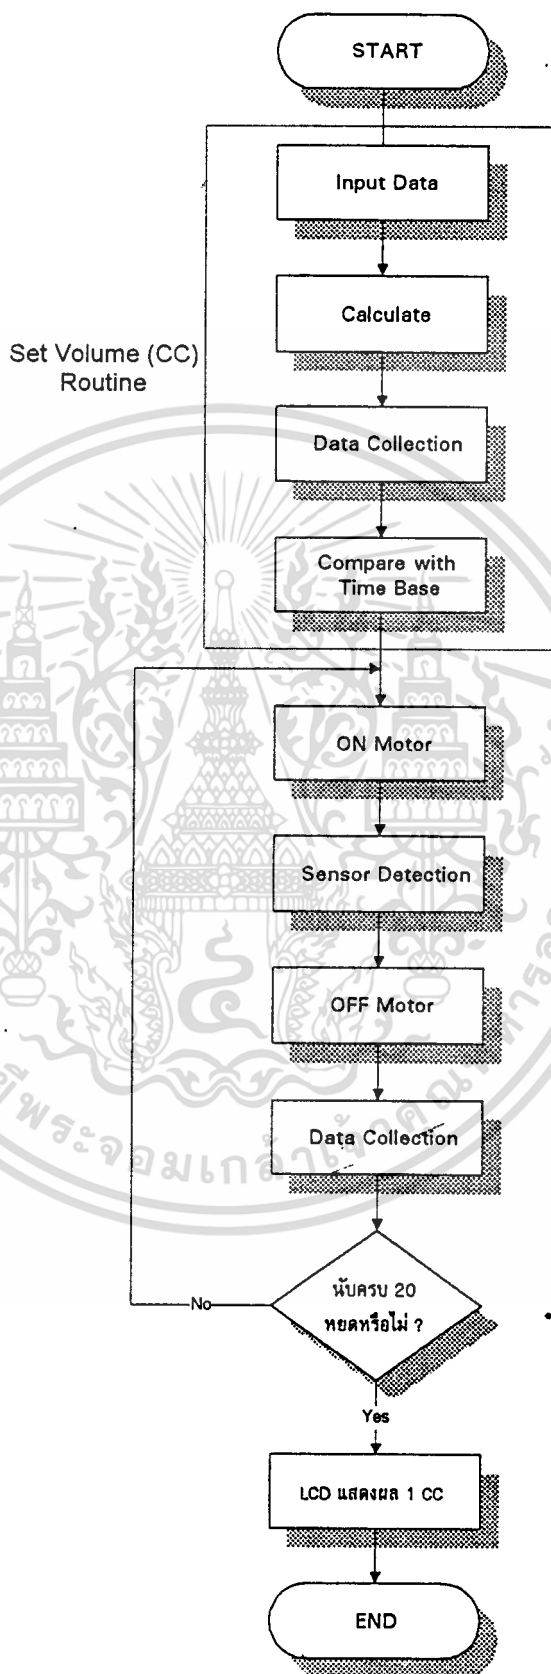 START
Input Data
Calculate
Set Volume (CC)
Routine
Data Collection
Compare with
Time Base
ON Motor
Sensor Detection
OFF Motor
Data Collection
นับครบ 20
หยดหรือไม่ ?
No
Yes
LCD แสดงผล 1 CC
END